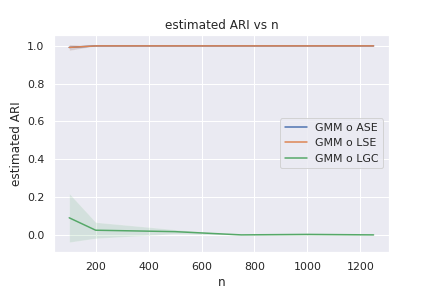 estimated ARI vs n
1.0
0.8
0.6
0.4
0.2
0.0
estimated ARI
GMM o ASE
GMM o LSE
GMM o LGC
200 400 600 800 1000 1200
n